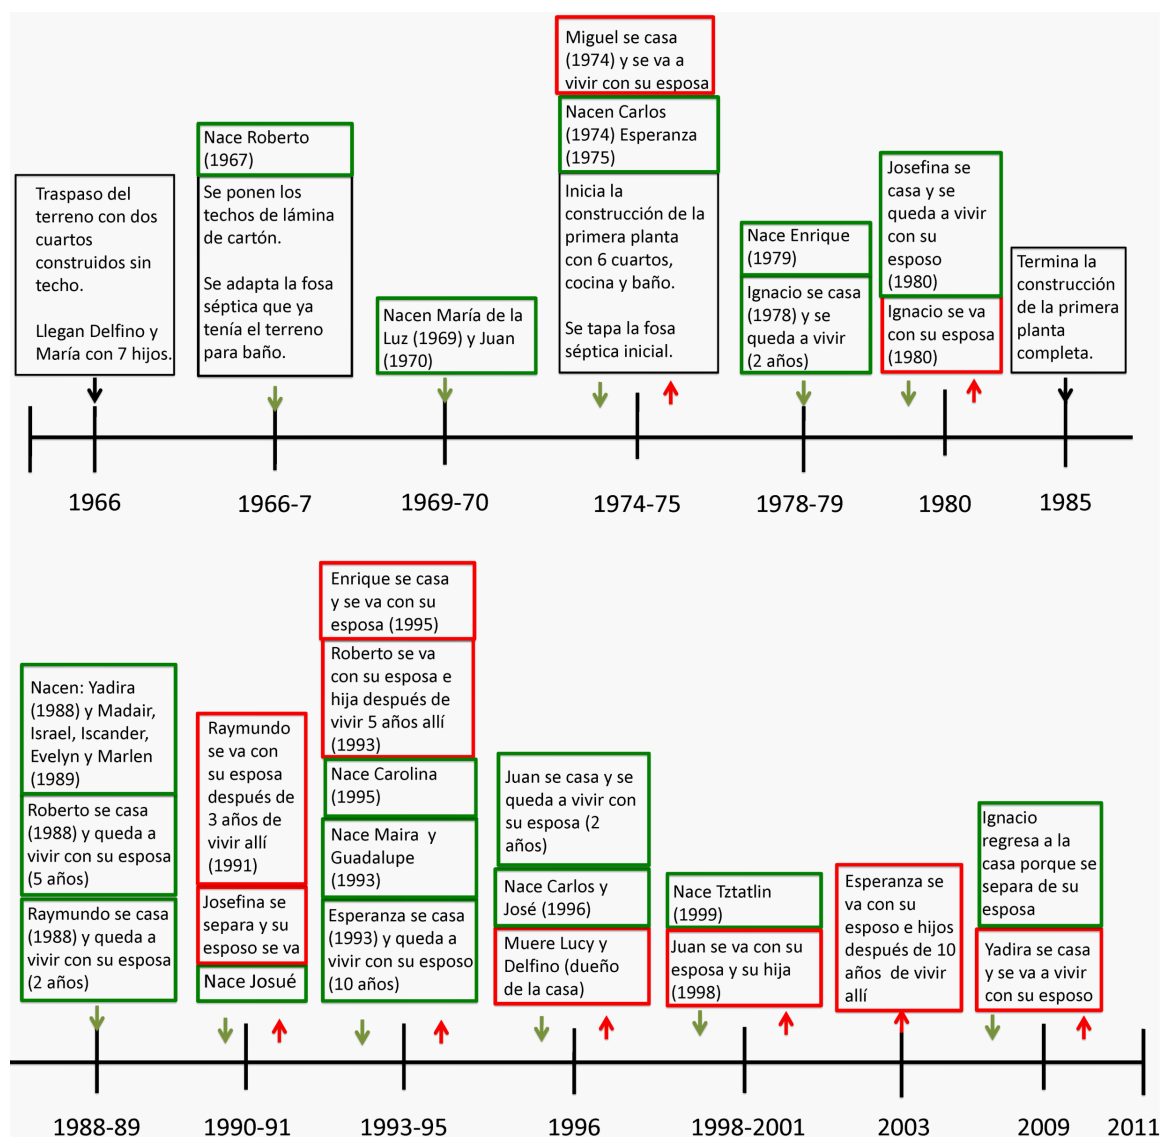 Traspaso del
terreno con dos
cuartos
construidos sin
techo.
Llegan Delfino y
María con 7 hijos.
Nace Roberto
(1967)
Se ponen los
techos de lámina
de cartón.
Se adapta la fosa
séptica que ya
tenía el terreno
para baño.
Nacen María de la
Luz (1969) y Juan
(1970)
Miguel se casa
(1974) y se va a
vivir con su esposa
Nacen Carlos
(1974) Esperanza
(1975)
Inicia la
construcción de la
primera planta
con 6 cuartos,
cocina y baño.
Se tapa la fosa
séptica inicial.
Nace Enrique
(1979)
Ignacio se casa
(1978) y se
queda a vivir
(2 años)
Josefina se
casa y se
queda a vivir
con su
esposo
(1980)
Ignacio se va
con su esposa
(1980)
Termina la
construcción
de la primera
planta
completa.
1966
1966-7
1969-70
1974-75
1978-79
1980
1985
Nacen: Yadira
(1988) y Madair,
Israel, Iscander,
Evelyn y Marlen
(1989)
Roberto se casa
(1988) y queda a
vivir con su esposa
(5 años)
Raymundo se casa
(1988) y queda a
vivir con su esposa
(2 años)
Raymundo
se va con
su esposa
después de
3 años de
vivir allí
(1991)
Josefina se
separa y su
esposo se va
Nace Josué
Enrique se casa
y se va con su
esposa (1995)
Roberto se va
con su esposa e
hija después de
vivir 5 años allí
(1993)
Nace Carolina
(1995)
Nace Maira y
Guadalupe
(1993)
Esperanza se casa
(1993) y queda a
vivir con su esposo
(10 años)
Juan se casa y se
queda a vivir con
su esposa (2
años)
Nace Carlos y
José (1996)
Muere Lucy y
Delfino (dueño
de la casa)
Nace Tztatlin
(1999)
Juan se va con su
esposa y su hija
(1998)
Esperanza se
va con su
esposo e hijos
después de 10
años de vivir
allí
Ignacio
regresa a la
casa porque se
separa de su
esposa
Yadira se casa
y se va a vivir
con su esposo
1988-89
1990-91
1993-95
1996
1998-2001
2003
2009
2011